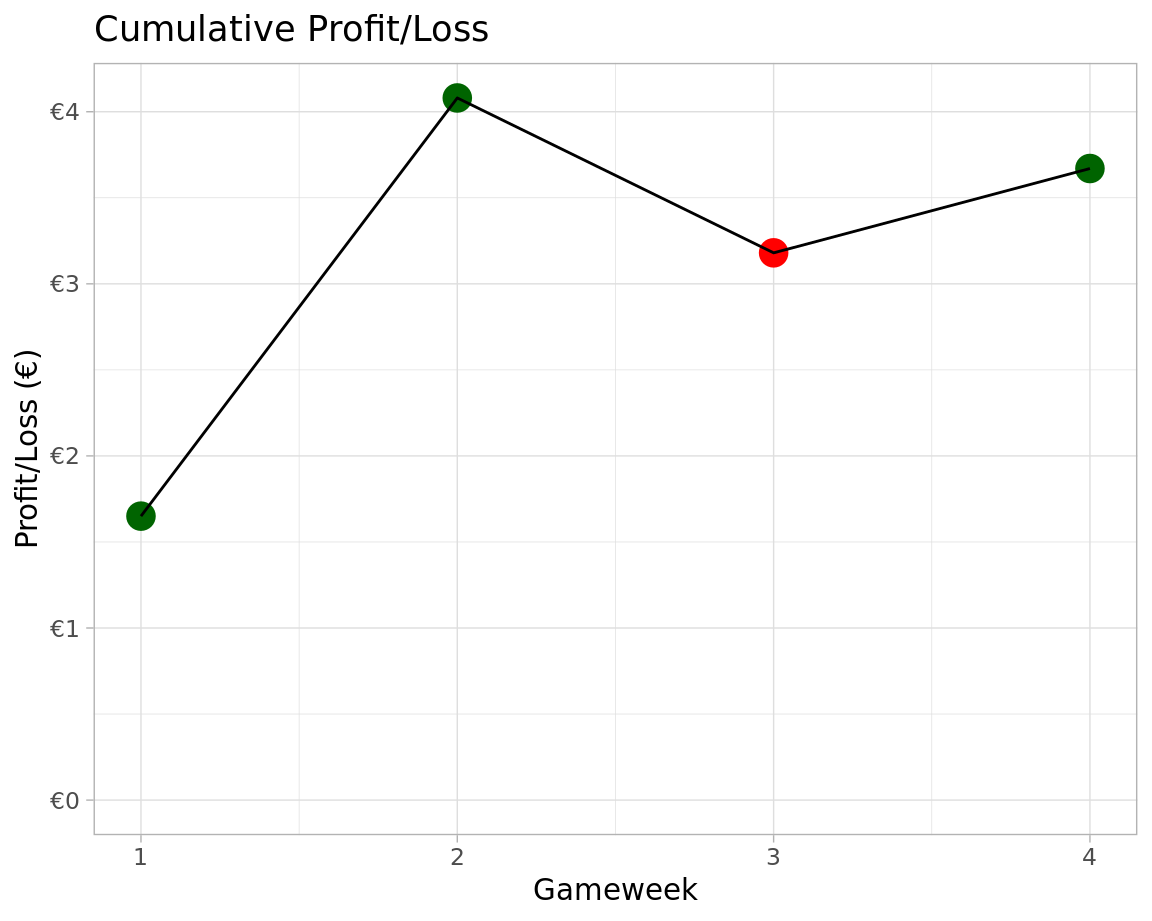 Cumulative Profit/Loss
Profit/Loss (€)
€4
€3
€2
€1
€0
1 2 3 4
Gameweek